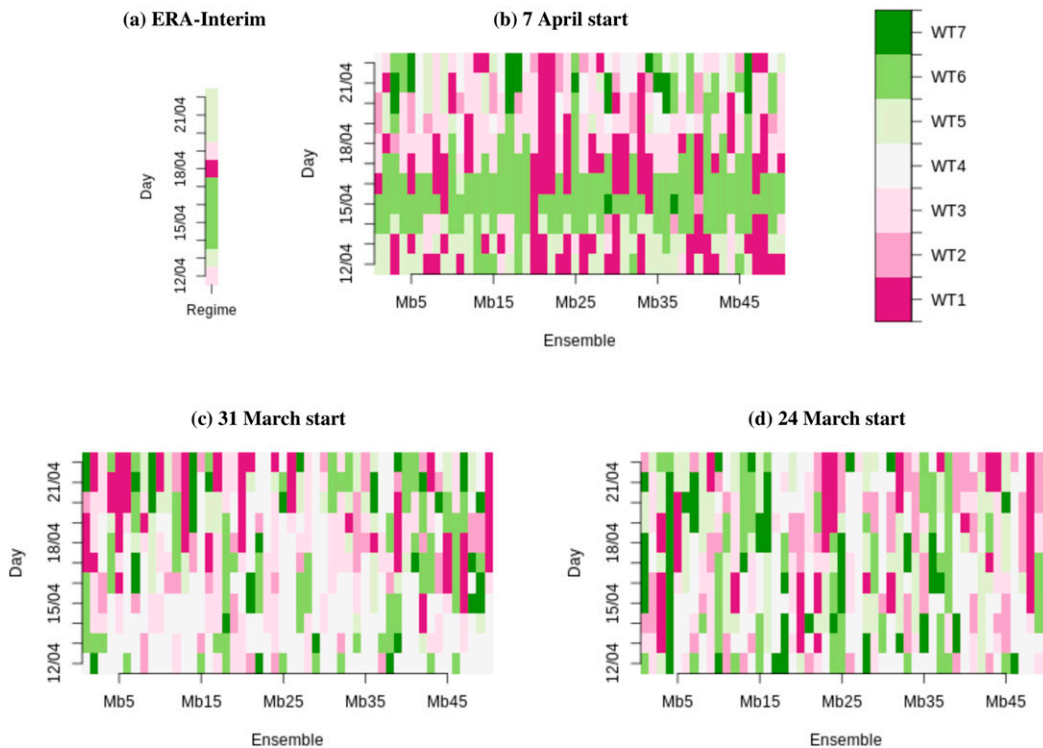 (a) ERA-Interim
(b) 7 April start
21/04
18/04
15/04
12/04
Day
Regime
21/04
18/04
15/04
12/04
Day
Mb5 Mb15 Mb25 Mb35 Mb45
Ensemble
WT7
WT6
WT5
WT4
WT3
WT2
WT1
(c) 31 March start
21/04
18/04
15/04
12/04
Day
Mb5 Mb15 Mb25 Mb35 Mb45
Ensemble
(d) 24 March start
21/04
18/04
15/04
12/04
Day
Mb5 Mb15 Mb25 Mb35 Mb45
Ensemble